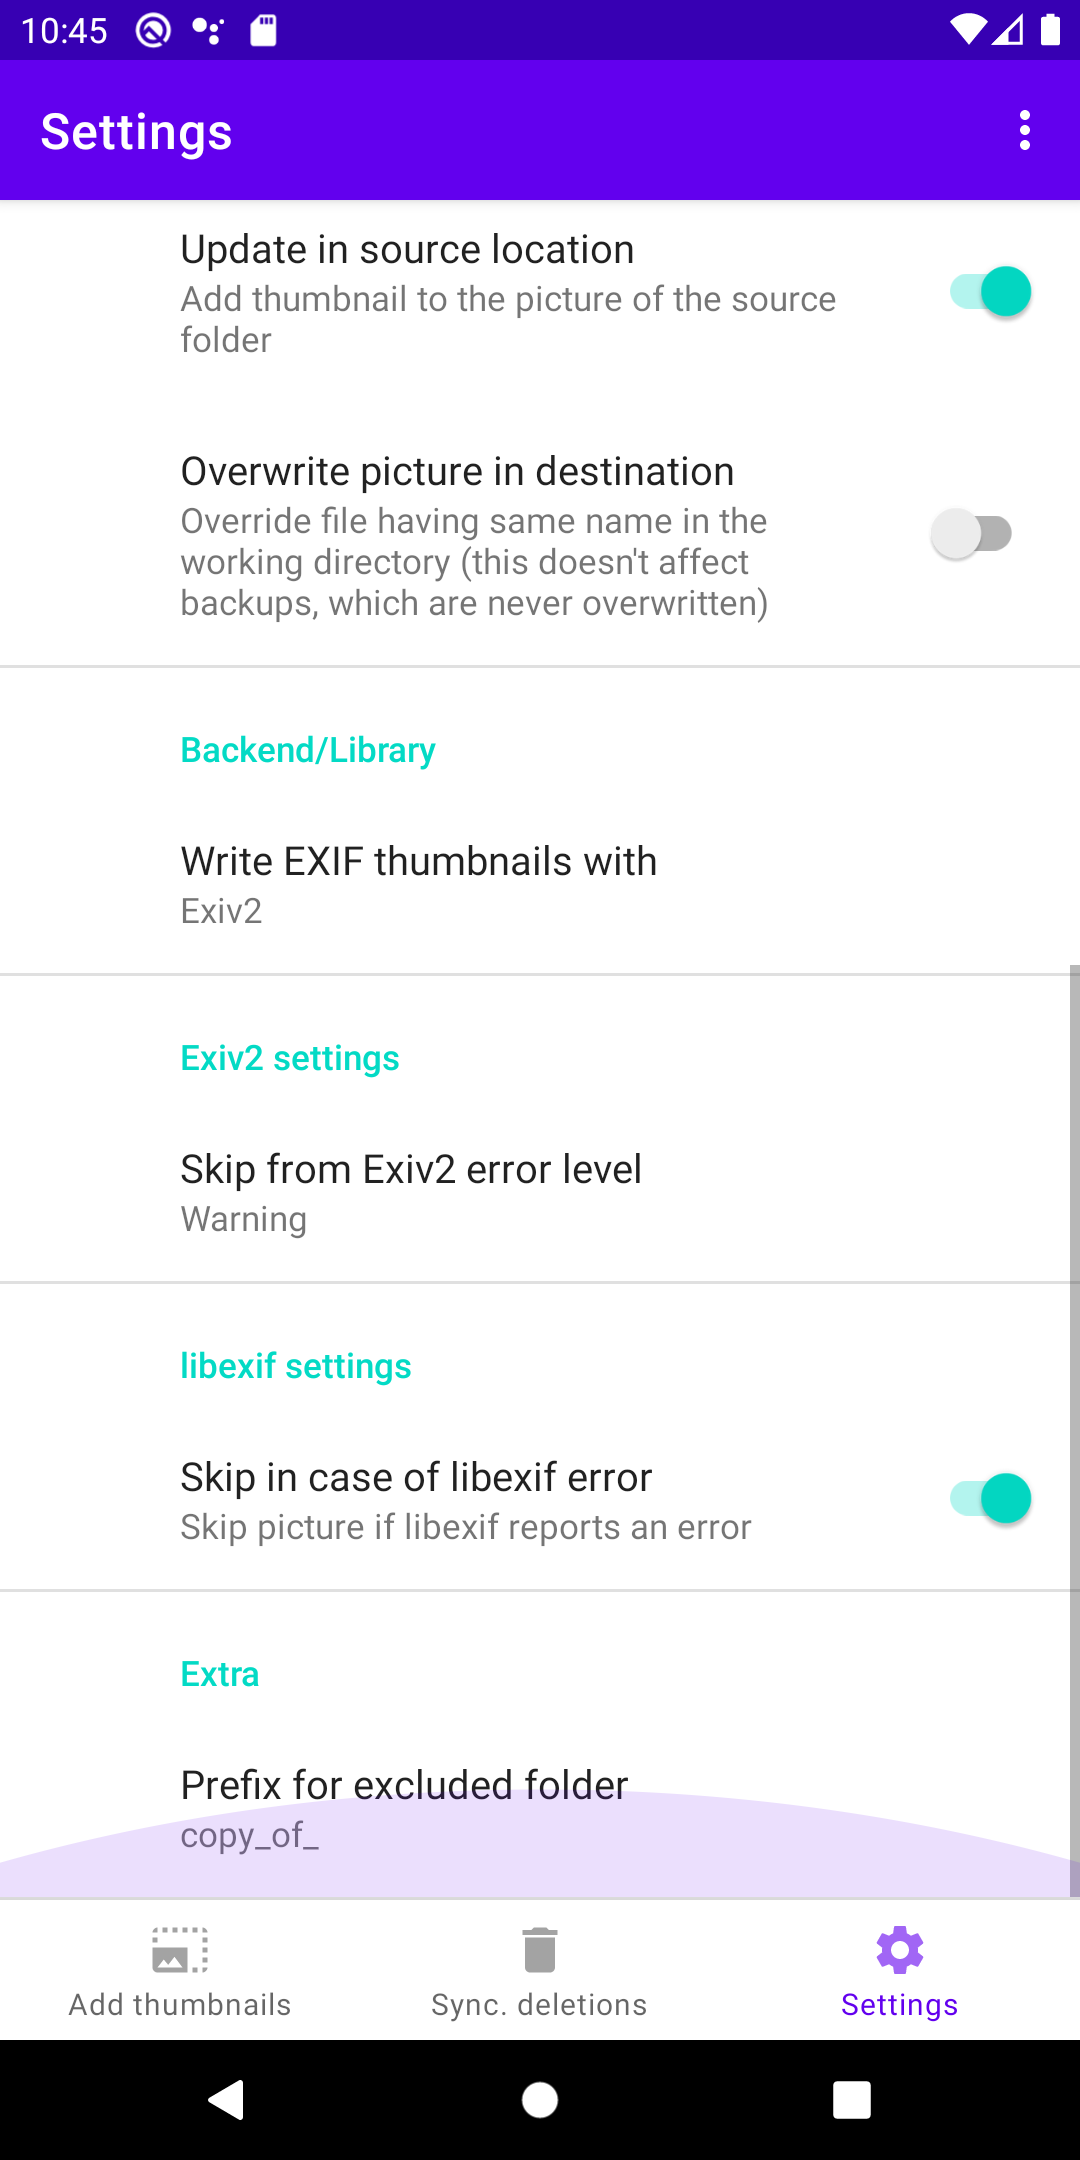 10:45
Settings
Update in source location
Add thumbnail to the picture of the source
folder
Overwrite picture in destination
Override file having same name in the
working directory (this doesn't affect
backups, which are never overwritten)
Backend/Library
Write EXIF thumbnails with
Exiv2
Exiv2 settings
Skip from Exiv2 error level
Warning
libexif settings
Skip in case of libexif error
Skip picture if libexif reports an error
Extra
Prefix for excluded folder
copy_of_
Add thumbnails
Sync. deletions
Settings